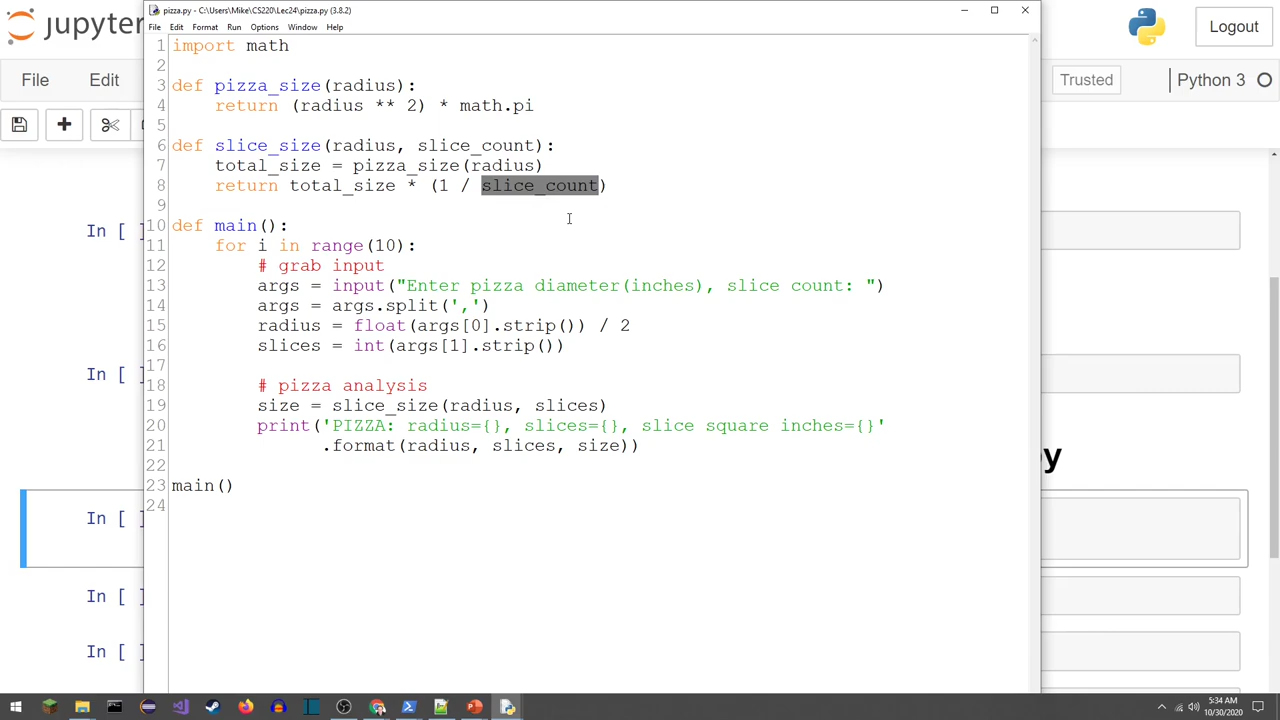 pizza.py - C:\Users\Mike\CS220\Lec24\pizza.py (3.8.2)
File Edit Format Run Options Window Help
jupyter
Logout
File Edit
Trusted
Python 3
1 import math
2
3 def pizza_size(radius):
4     return (radius ** 2) * math.pi
5
6 def slice_size(radius, slice_count):
7     total_size = pizza_size(radius)
8     return total_size * (1 / slice_count)
9
10 def main():
11     for i in range(10):
12         # grab input
13         args = input("Enter pizza diameter(inches), slice count: ")
14         args = args.split(',')
15         radius = float(args[0].strip()) / 2
16         slices = int(args[1].strip())
17
18         # pizza analysis
19         size = slice_size(radius, slices)
20         print('PIZZA: radius={}, slices={}, slice square inches={}'
21               .format(radius, slices, size))
22
23 main()
24
In [ ]
In [ ]
y
In [ ]
In [ ]
In [ ]
5:34 AM
10/30/2020